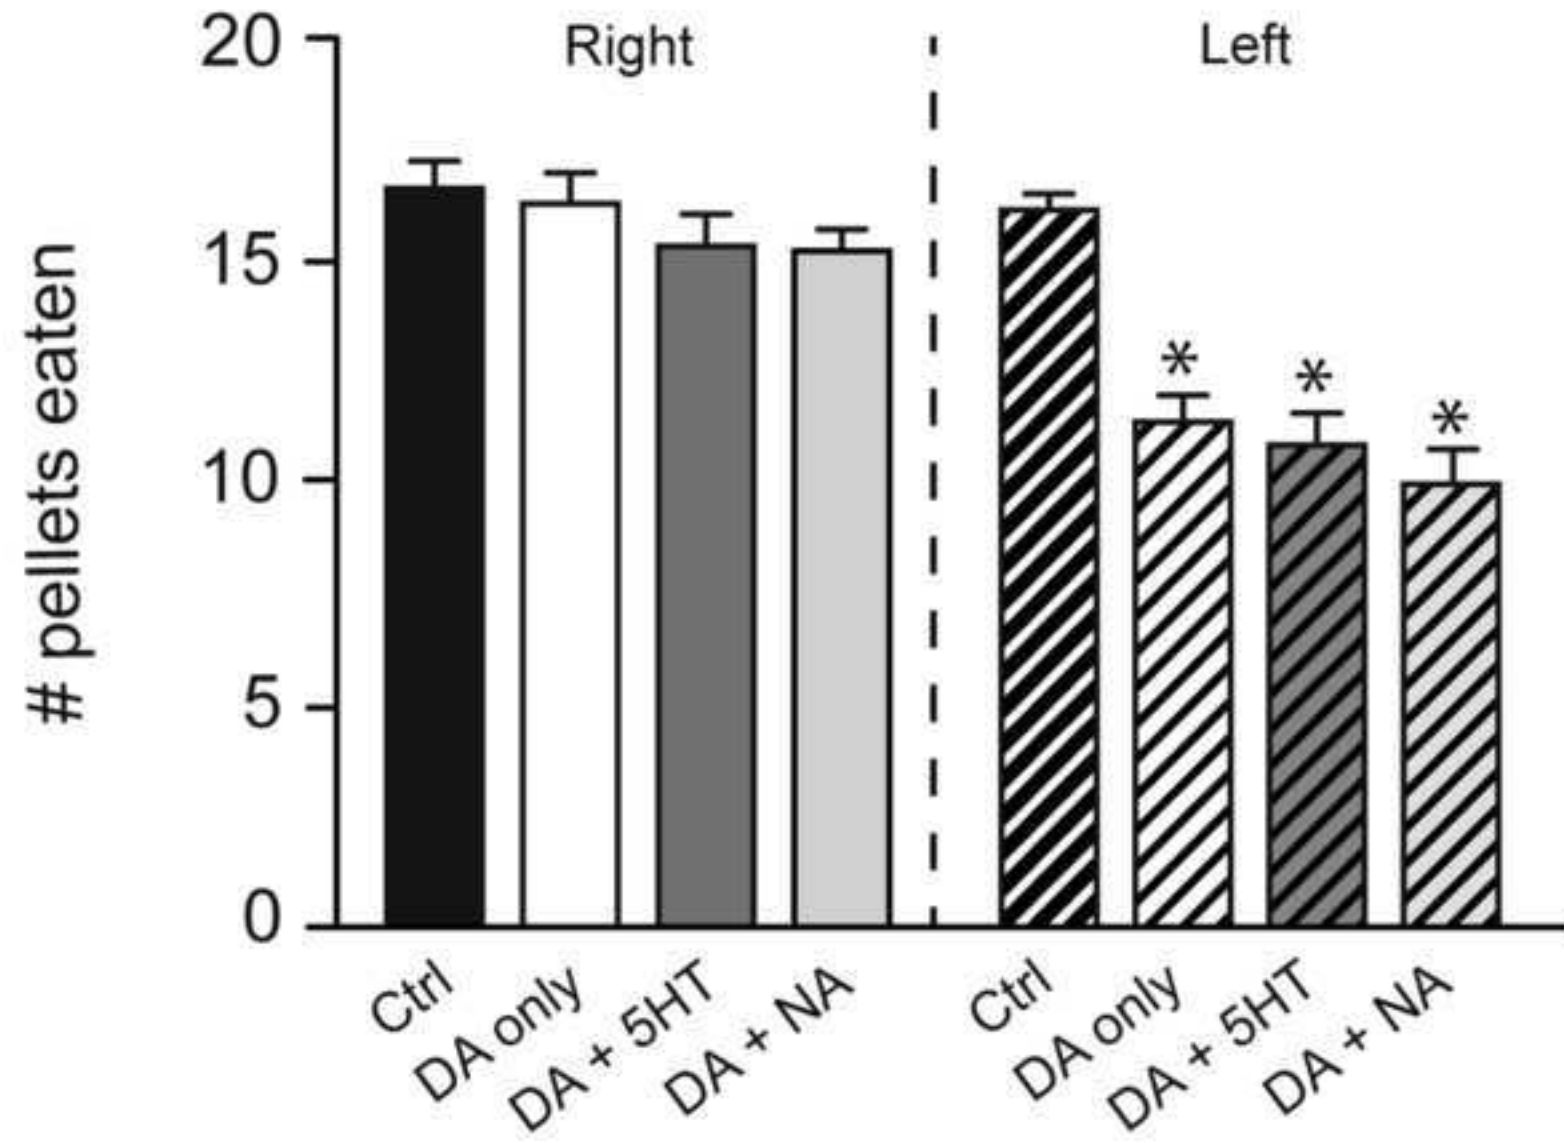 # pellets eaten
20
15
10
5
0
Right
Left
*
*
*
Ctrl
DA only
DA + 5HT
DA + NA
Ctrl
DA only
DA + 5HT
DA + NA